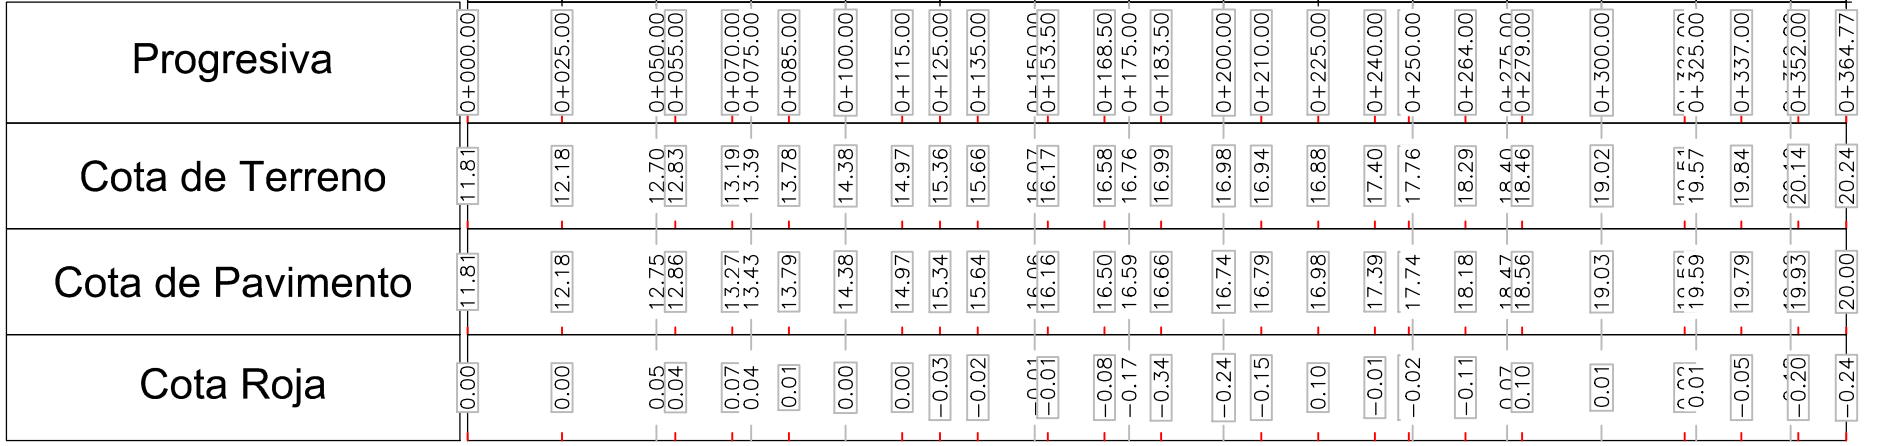 Progresiva 0+000.00 0+025.00 0+050.00 0+055.00 0+070.00 0+075.00 0+085.00 0+100.00 0+115.00 0+125.00 0+135.00 0+150.00 0+153.50 0+168.50 0+175.00 0+183.50 0+200.00 0+210.00 0+225.00 0+240.00 0+250.00 0+264.00 0+275.00 0+279.00 0+300.00 0+325.00 0+337.00 0+352.00 0+364.77
Cota de Terreno 11.81 12.18 12.70 12.83 13.19 13.39 13.78 14.38 14.97 15.36 15.66 16.07 16.17 16.58 16.76 16.99 16.98 16.94 16.88 17.40 17.76 18.29 18.40 18.46 19.02 19.57 19.84 20.14 20.24
Cota de Pavimento 11.81 12.18 12.75 12.86 13.27 13.43 13.79 14.38 14.97 15.34 15.64 16.06 16.16 16.50 16.59 16.66 16.74 16.79 16.98 17.39 17.74 18.18 18.47 18.56 19.03 19.59 19.79 19.93 20.00
Cota Roja 0.00 0.00 0.05 0.04 0.07 0.04 0.01 0.00 0.00 -0.03 -0.02 -0.01 -0.01 -0.08 -0.17 -0.34 -0.24 -0.15 0.10 -0.01 -0.02 -0.11 0.07 0.10 0.01 0.01 -0.05 -0.20 -0.24